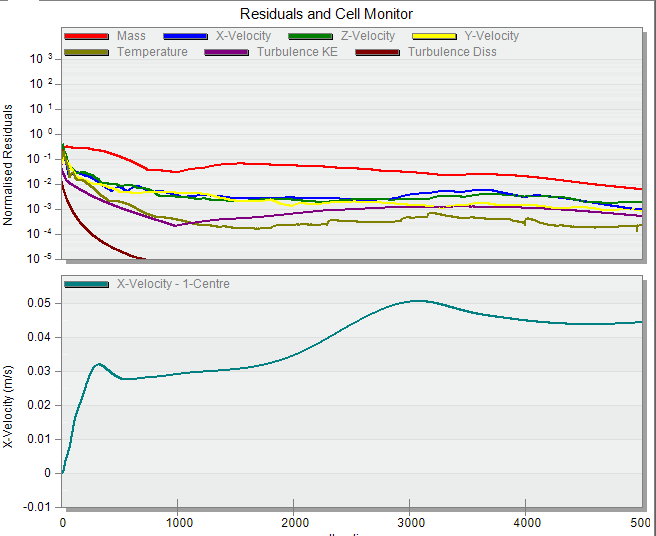 Residuals and Cell Monitor
Mass X-Velocity Z-Velocity Y-Velocity
Temperature Turbulence KE Turbulence Diss
Normalised Residuals
10 3
10 2
10 1
10 0
10 -1
10 -2
10 -3
10 -4
10 -5
X-Velocity - 1-Centre
X-Velocity (m/s)
0.05
0.04
0.03
0.02
0.01
0
-0.01
0 1000 2000 3000 4000 500